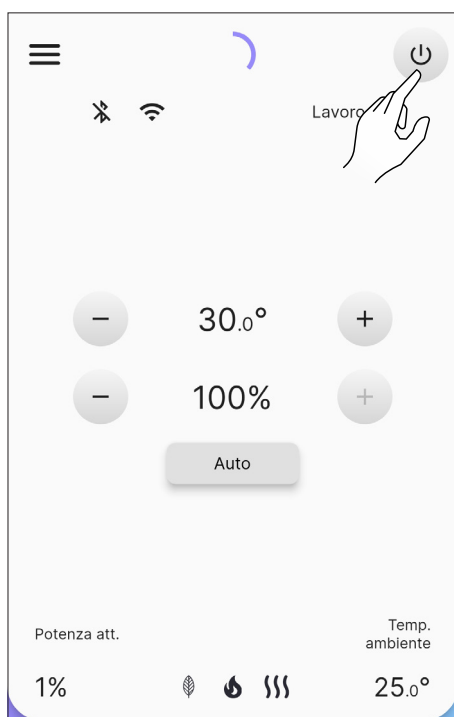 Lavoro
− 30.0° +
− 100% +
Auto
Potenza att.
Temp.
ambiente
1%
25.0°